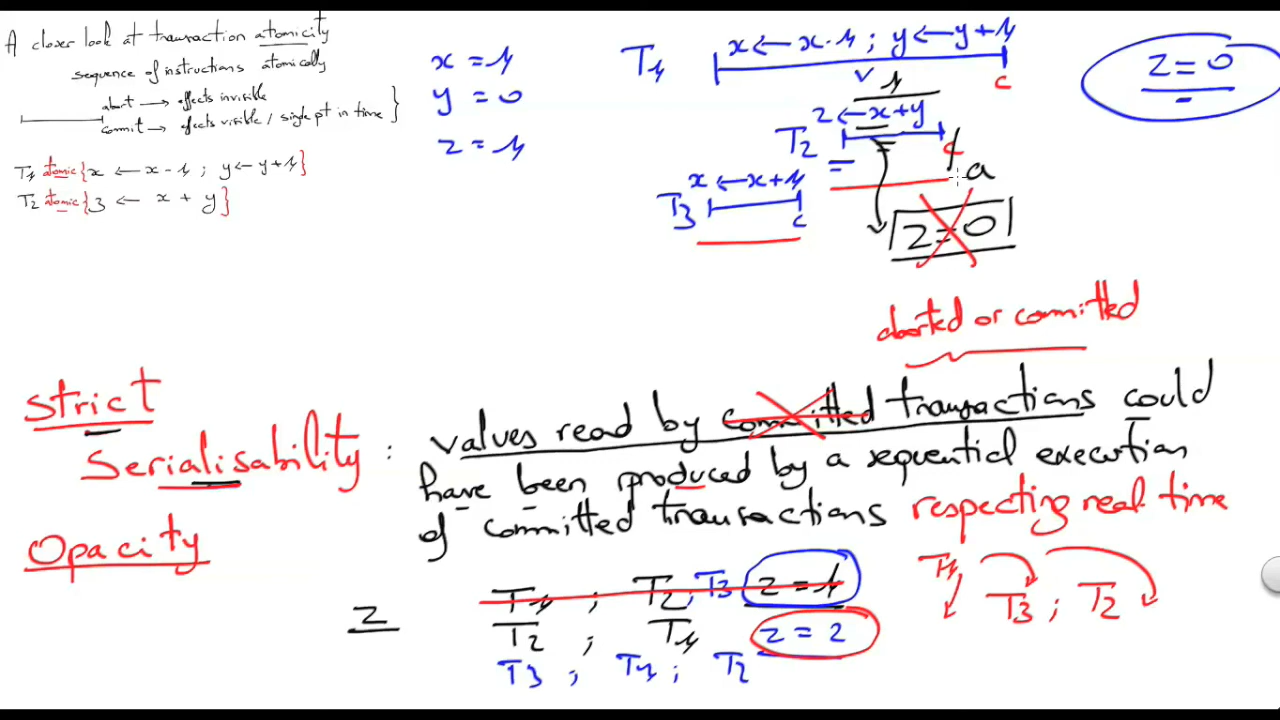 A closer look at transaction atomicity
sequence of instructions atomically
abort → effects invisible
commit → effects visible / single pt in time }
T1 atomic { x ← x - 1 ; y ← y + 1 }
T2 atomic { z ← x + y }
x = 1
y = 0
z = 1
T1 x ← x - 1 ; y ← y + 1
c
1
T2 z ← x + y
a
T3 x ← x + 1
c
z = 0
z = 0
aborted or committed
Strict
Serialisability : values read by committed transactions could
have been produced by a sequential execution
of committed transactions respecting real time
Opacity
z
T1 ; T2 ; T3 z = 1
T2 ; T1 z = 2
T3 ; T1 ; T2
T1 T3 ; T2